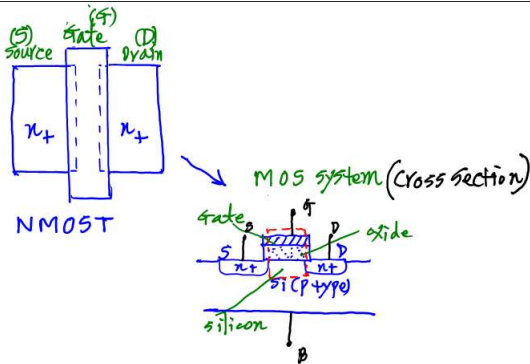 (G)
(S) Gate (D)
Source Drain
n+ n+
NMOST
MOS system (Cross Section)
G
Gate S D oxide
S D
n+ n+
Si(P type)
silicon
B